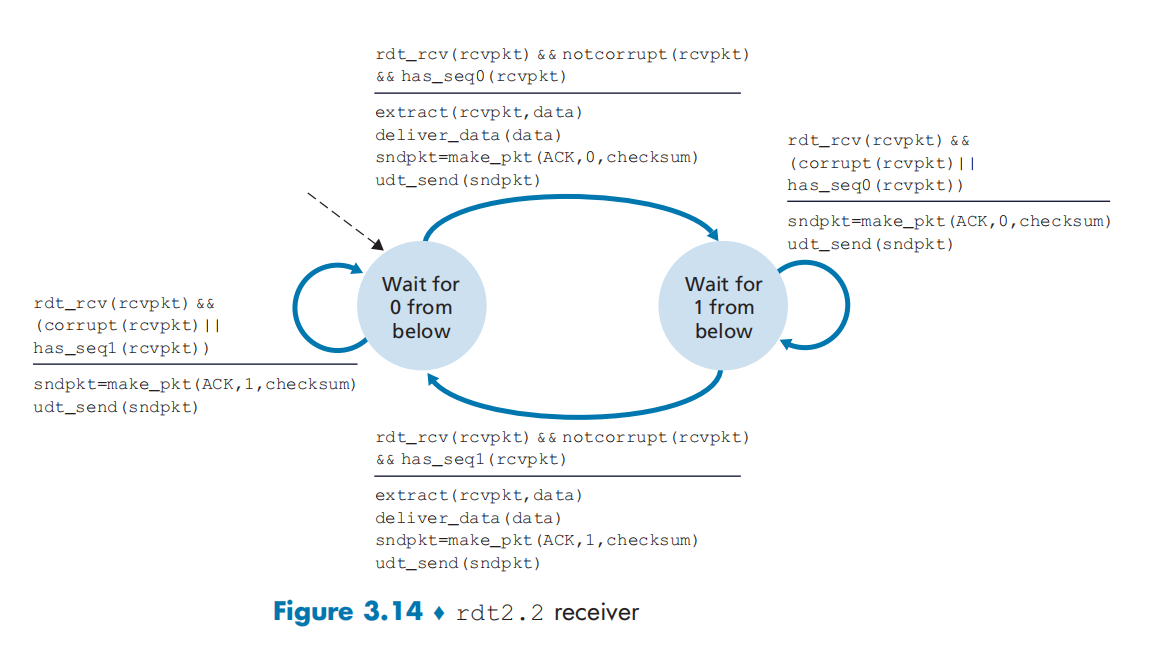 rdt_rcv(rcvpkt) && notcorrupt(rcvpkt)
&& has_seq0(rcvpkt)
extract(rcvpkt,data)
deliver_data(data)
sndpkt=make_pkt(ACK,0,checksum)
udt_send(sndpkt)
rdt_rcv(rcvpkt) &&
(corrupt(rcvpkt)||
has_seq0(rcvpkt))
sndpkt=make_pkt(ACK,0,checksum)
udt_send(sndpkt)
Wait for
0 from
below
Wait for
1 from
below
rdt_rcv(rcvpkt) &&
(corrupt(rcvpkt)||
has_seq1(rcvpkt))
sndpkt=make_pkt(ACK,1,checksum)
udt_send(sndpkt)
rdt_rcv(rcvpkt) && notcorrupt(rcvpkt)
&& has_seq1(rcvpkt)
extract(rcvpkt,data)
deliver_data(data)
sndpkt=make_pkt(ACK,1,checksum)
udt_send(sndpkt)
Figure 3.14 ♦ rdt2.2 receiver